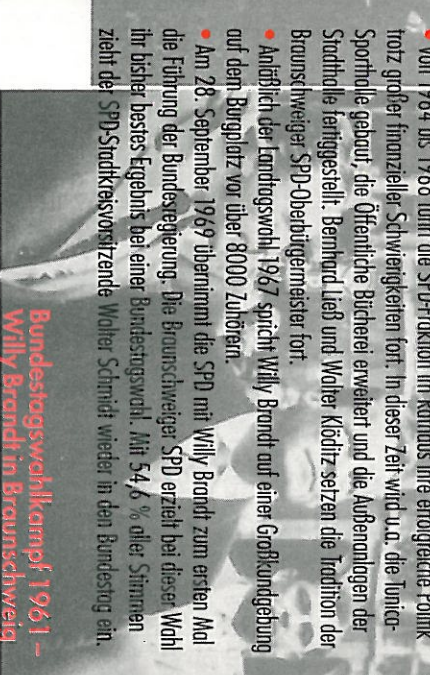 • Von 1964 bis 1968 führt die SPD-Fraktion im Rathaus ihre erfolgreiche Politik
trotz großer finanzieller Schwierigkeiten fort. In dieser Zeit wird u.a. die Tunica-
Sporthalle gebaut, die Öffentliche Bücherei erweitert und die Außenanlagen der
Stadthalle fertiggestellt. Bernhard Ließ und Walter Klöditz setzen die Tradition der
Braunschweiger SPD-Oberbürgermeister fort.
• Anläßlich der Landtagswahl 1967 spricht Willy Brandt auf einer Großkundgebung
auf dem Burgplatz vor über 8000 Zuhörern.
• Am 28. September 1969 übernimmt die SPD mit Willy Brandt zum ersten Mal
die Führung der Bundesregierung. Die Braunschweiger SPD erzielt bei dieser Wahl
ihr bisher bestes Ergebnis bei einer Bundestagswahl. Mit 54,6 % aller Stimmen
zieht der SPD-Stadtkreisvorsitzende Walter Schmidt wieder in den Bundestag ein.
Bundestagswahlkampf 1961 –
Willy Brandt in Braunschweig